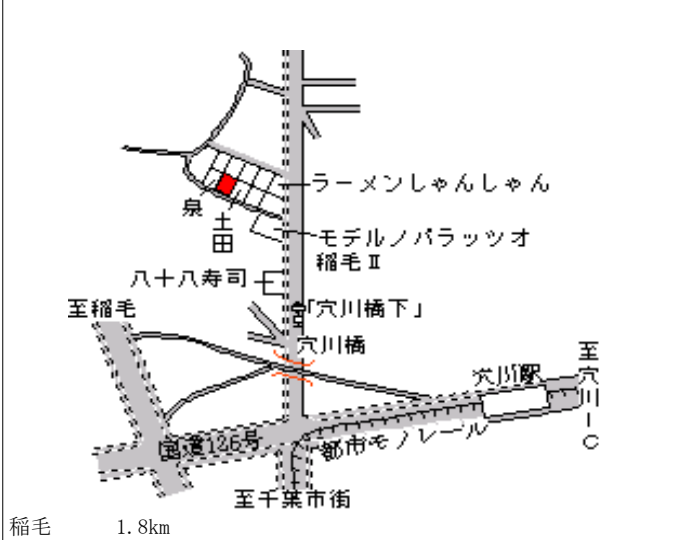 ラーメンしゃんしゃん
泉
土田
モデルノパラッツオ
稲毛Ⅱ
八十八寿司
至稲毛
「穴川橋下」
穴川橋
至穴川IC
穴川駅
国道126号
都市モノレール
至千葉市街
稲毛 1.8km